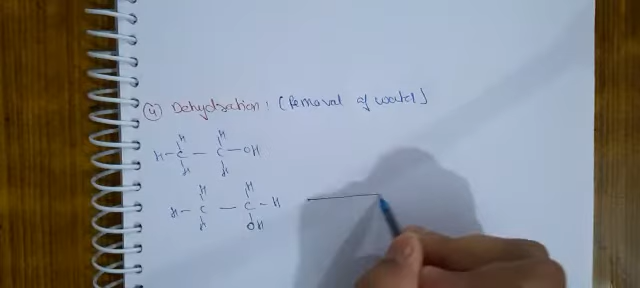 ④ Dehydration: (Removal of water)
H H
H-C-C-OH
H H
H H
H-C-C-H
H OH